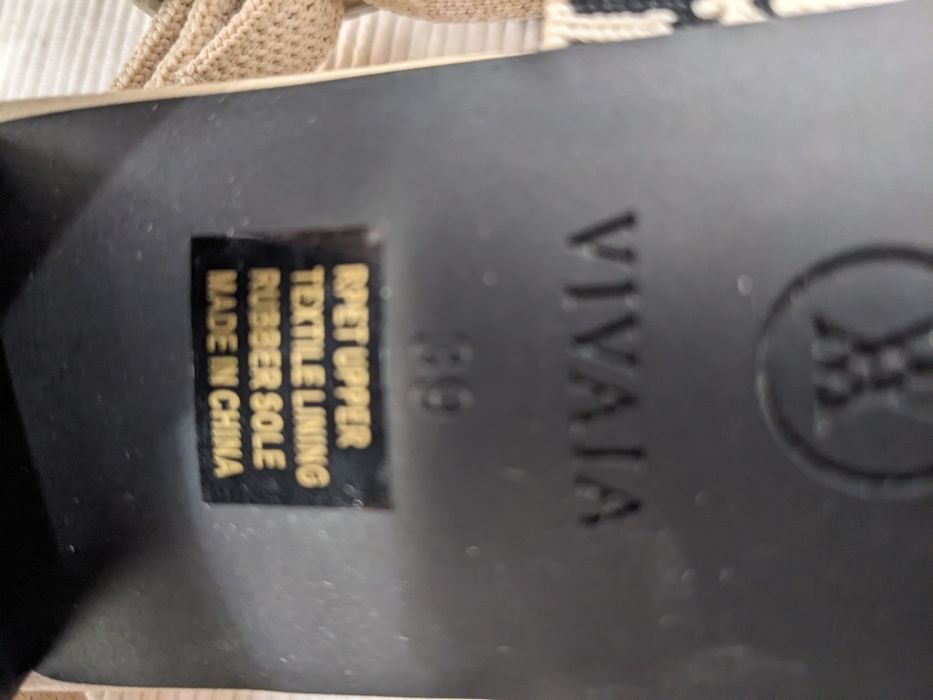 VIVAIA
39
RPET UPPER
TEXTILE LINING
RUBBER SOLE
MADE IN CHINA